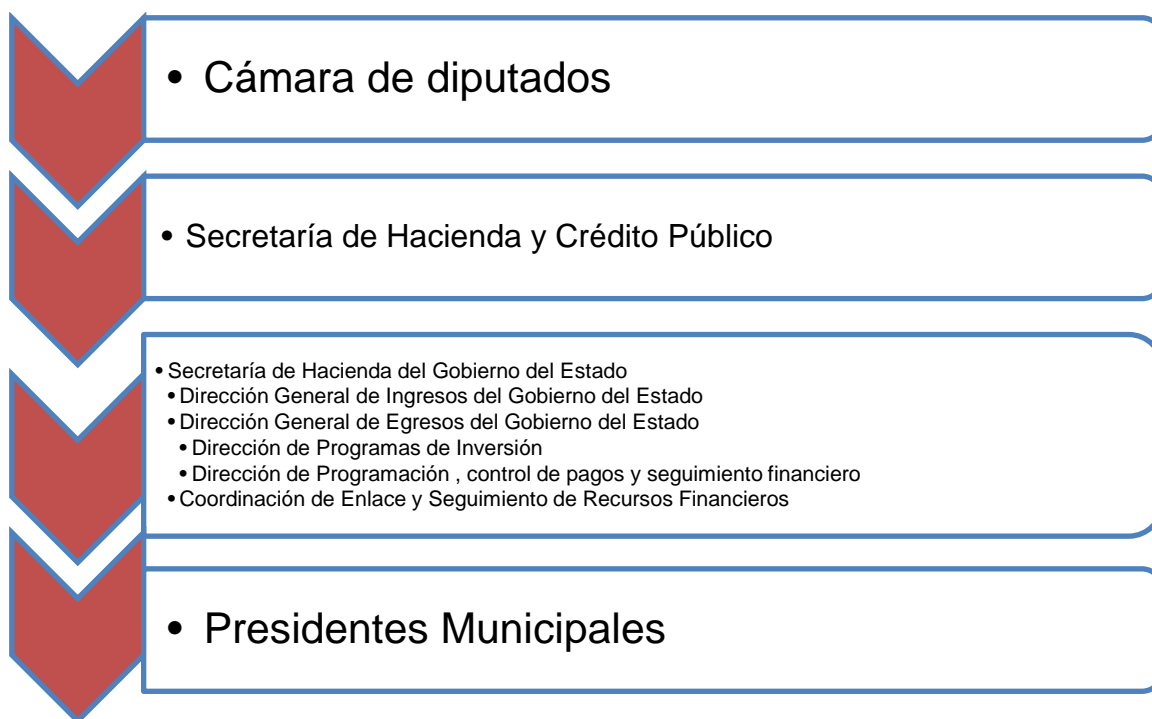 • Cámara de diputados
• Secretaría de Hacienda y Crédito Público
• Secretaría de Hacienda del Gobierno del Estado
• Dirección General de Ingresos del Gobierno del Estado
• Dirección General de Egresos del Gobierno del Estado
• Dirección de Programas de Inversión
• Dirección de Programación , control de pagos y seguimiento financiero
• Coordinación de Enlace y Seguimiento de Recursos Financieros
• Presidentes Municipales